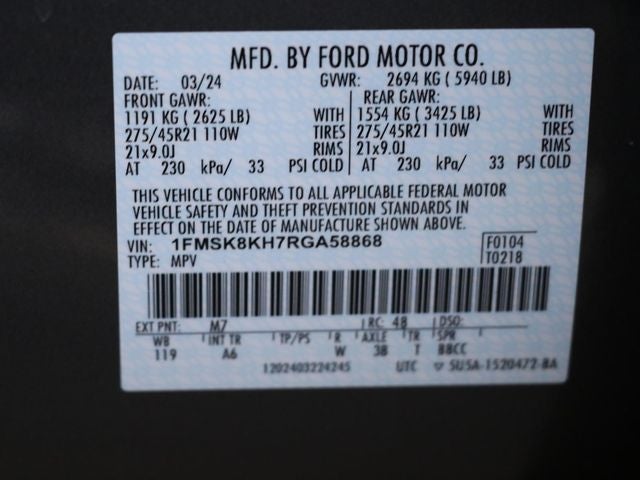 MFD. BY FORD MOTOR CO.
DATE: 03/24 GVWR: 2694 KG (5940 LB)
FRONT GAWR: REAR GAWR:
1191 KG (2625 LB) WITH 1554 KG (3425 LB) WITH
275/45R21 110W TIRES 275/45R21 110W TIRES
21x9.0J RIMS 21x9.0J RIMS
AT 230 kPa/ 33 PSI COLD AT 230 kPa/ 33 PSI COLD
THIS VEHICLE CONFORMS TO ALL APPLICABLE FEDERAL MOTOR
VEHICLE SAFETY AND THEFT PREVENTION STANDARDS IN
EFFECT ON THE DATE OF MANUFACTURE SHOWN ABOVE.
VIN: 1FMSK8KH7RGA58868 F0104
TYPE: MPV T0218
EXT PNT: M7 RC: 48 DSO:
WB INT TR TP/PS R AXLE TR SPR
119 A6 W 38 T BBCC
1202403224245 UTC SU5A-1520472-BA